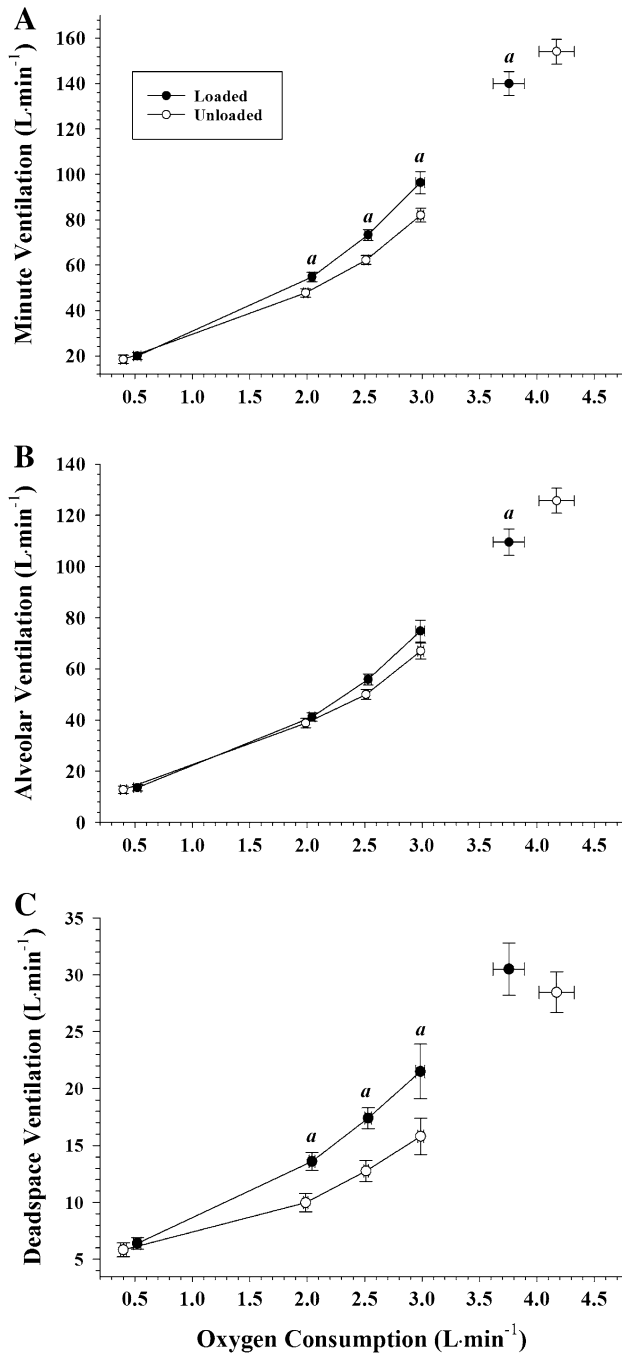 A
Minute Ventilation (L·min⁻¹)
160
140
120
100
80
60
40
20
Loaded
Unloaded
a
a
a
a
0.5 1.0 1.5 2.0 2.5 3.0 3.5 4.0 4.5
B
Alveolar Ventilation (L·min⁻¹)
140
120
100
80
60
40
20
0
a
0.5 1.0 1.5 2.0 2.5 3.0 3.5 4.0 4.5
C
Deadspace Ventilation (L·min⁻¹)
35
30
25
20
15
10
5
a
a
a
0.5 1.0 1.5 2.0 2.5 3.0 3.5 4.0 4.5
Oxygen Consumption (L·min⁻¹)